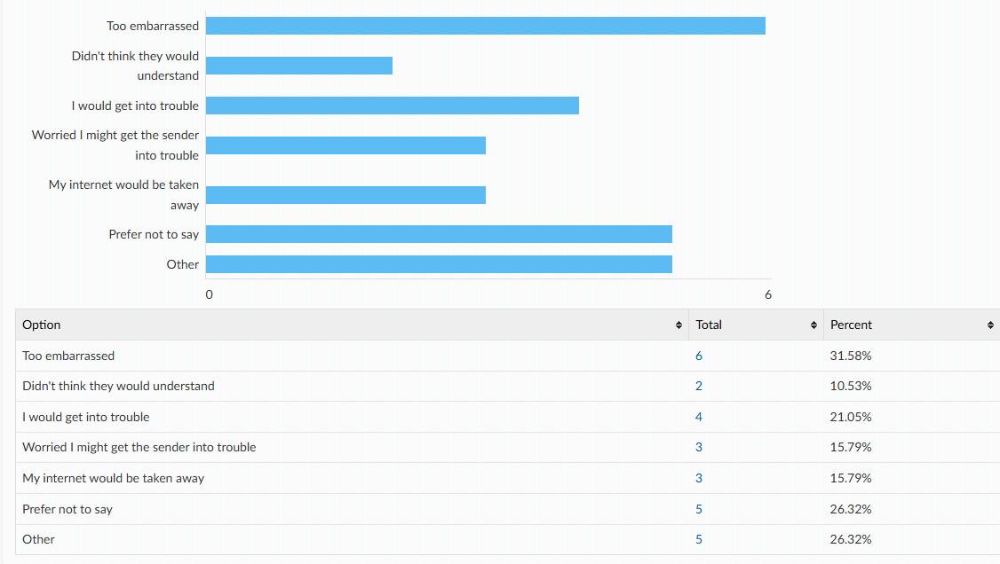 Too embarrassed
Didn't think they would
understand
I would get into trouble
Worried I might get the sender
into trouble
My internet would be taken
away
Prefer not to say
Other
0 6
Option Total Percent
Too embarrassed 6 31.58%
Didn't think they would understand 2 10.53%
I would get into trouble 4 21.05%
Worried I might get the sender into trouble 3 15.79%
My internet would be taken away 3 15.79%
Prefer not to say 5 26.32%
Other 5 26.32%